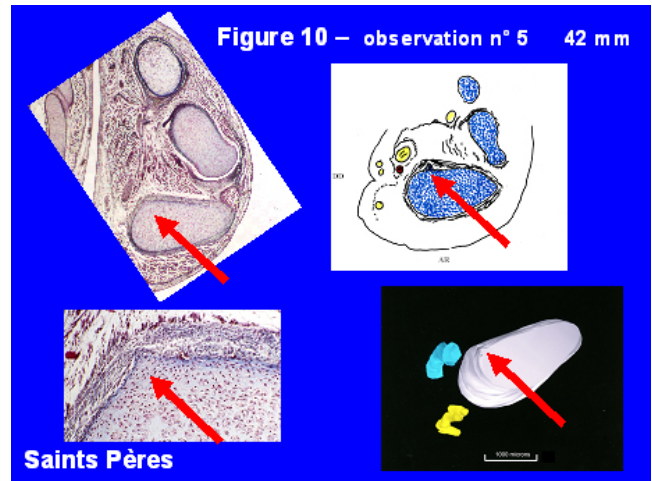 Figure 10 – observation n° 5 42 mm
DD
AR
1000 microns
Saints Pères